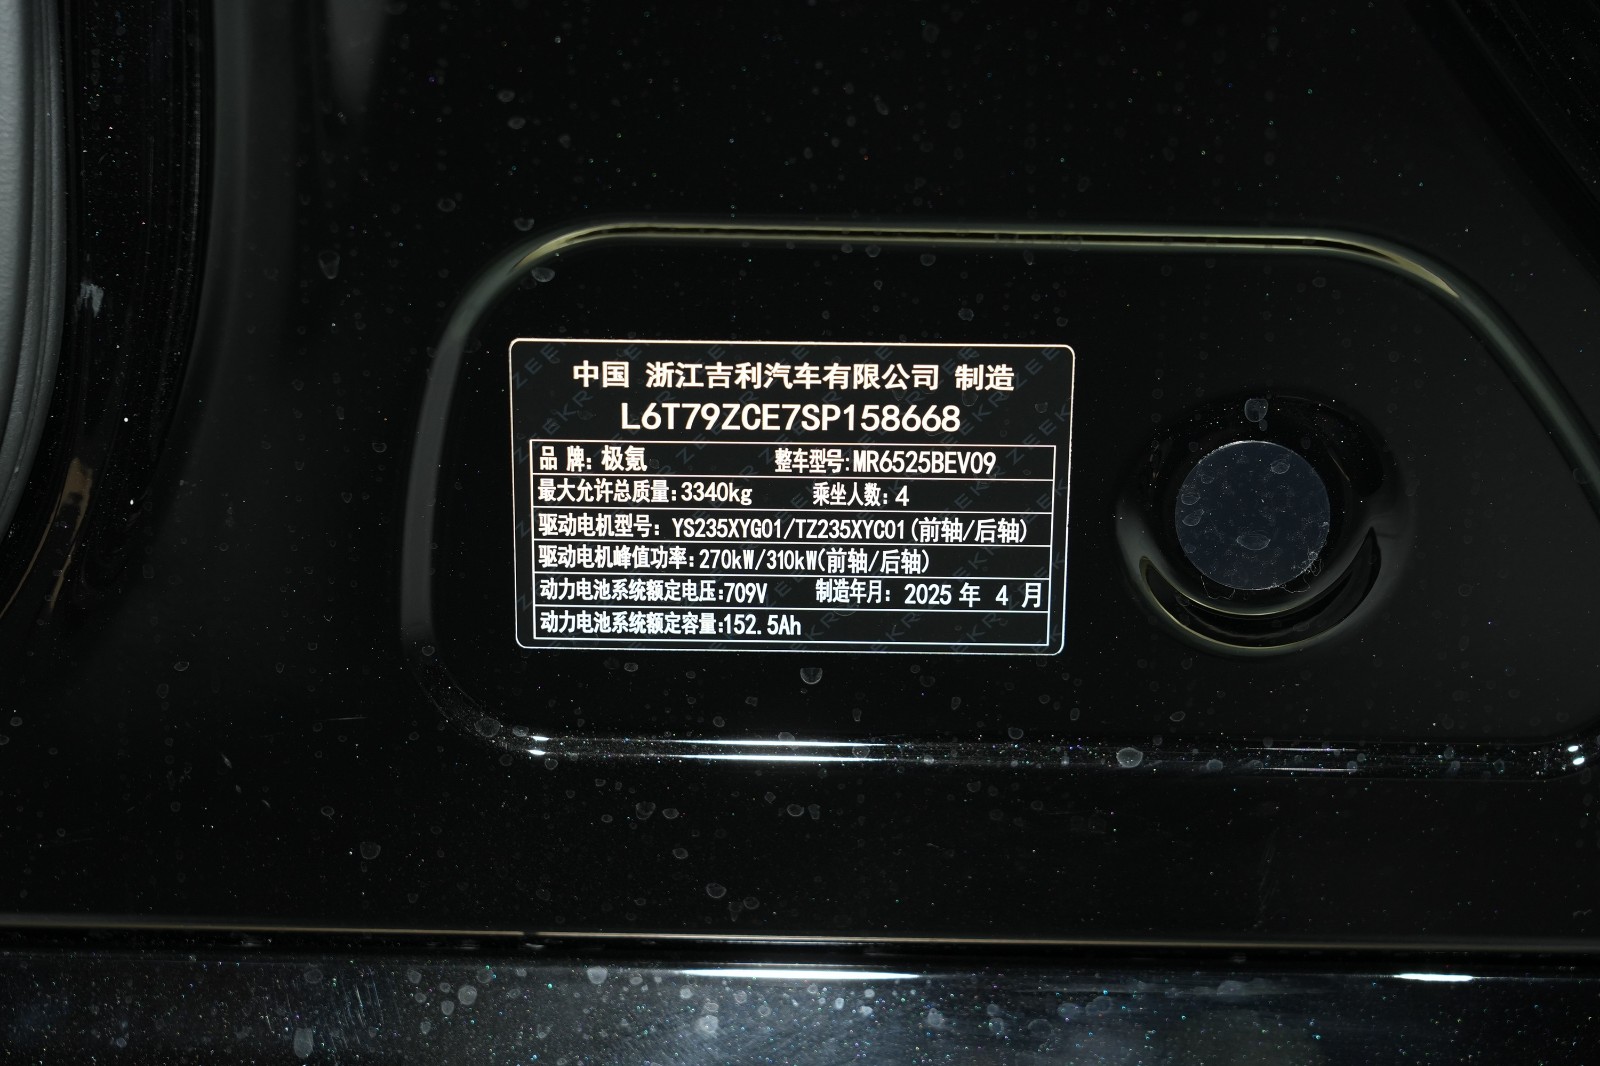 中国 浙江吉利汽车有限公司 制造
L6T79ZCE7SP158668
品 牌: 极氪 整车型号:MR6525BEV09
最大允许总质量:3340kg 乘坐人数: 4
驱动电机型号: YS235XYG01/TZ235XYC01(前轴/后轴)
驱动电机峰值功率:270kW/310kW(前轴/后轴)
动力电池系统额定电压:709V 制造年月: 2025 年 4 月
动力电池系统额定容量:152.5Ah